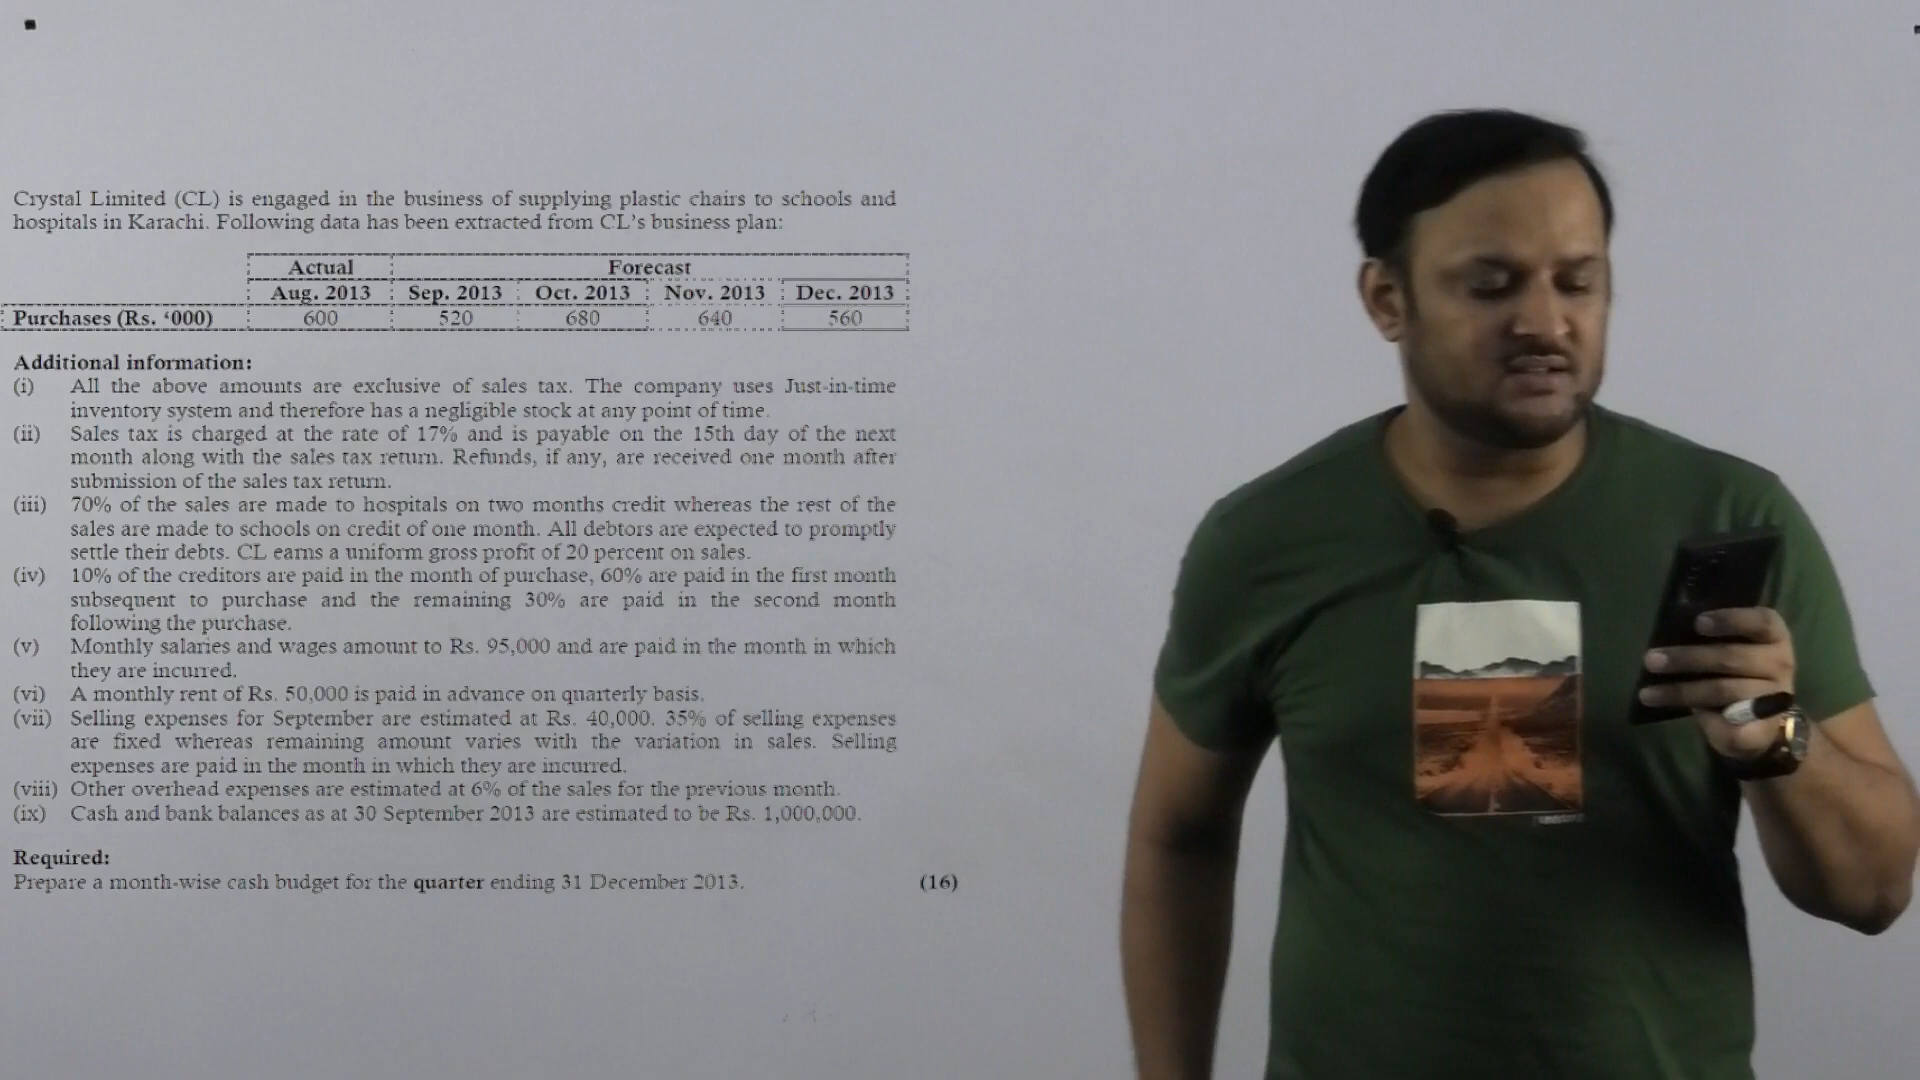 Crystal Limited (CL) is engaged in the business of supplying plastic chairs to schools and
hospitals in Karachi. Following data has been extracted from CL's business plan:
Actual Forecast
Aug. 2013 Sep. 2013 Oct. 2013 Nov. 2013 Dec. 2013
Purchases (Rs. ‘000) 600 520 680 640 560
Additional information:
(i) All the above amounts are exclusive of sales tax. The company uses Just-in-time
inventory system and therefore has a negligible stock at any point of time.
(ii) Sales tax is charged at the rate of 17% and is payable on the 15th day of the next
month along with the sales tax return. Refunds, if any, are received one month after
submission of the sales tax return.
(iii) 70% of the sales are made to hospitals on two months credit whereas the rest of the
sales are made to schools on credit of one month. All debtors are expected to promptly
settle their debts. CL earns a uniform gross profit of 20 percent on sales.
(iv) 10% of the creditors are paid in the month of purchase, 60% are paid in the first month
subsequent to purchase and the remaining 30% are paid in the second month
following the purchase.
(v) Monthly salaries and wages amount to Rs. 95,000 and are paid in the month in which
they are incurred.
(vi) A monthly rent of Rs. 50,000 is paid in advance on quarterly basis.
(vii) Selling expenses for September are estimated at Rs. 40,000. 35% of selling expenses
are fixed whereas remaining amount varies with the variation in sales. Selling
expenses are paid in the month in which they are incurred.
(viii) Other overhead expenses are estimated at 6% of the sales for the previous month.
(ix) Cash and bank balances as at 30 September 2013 are estimated to be Rs. 1,000,000.
Required:
Prepare a month-wise cash budget for the quarter ending 31 December 2013. (16)